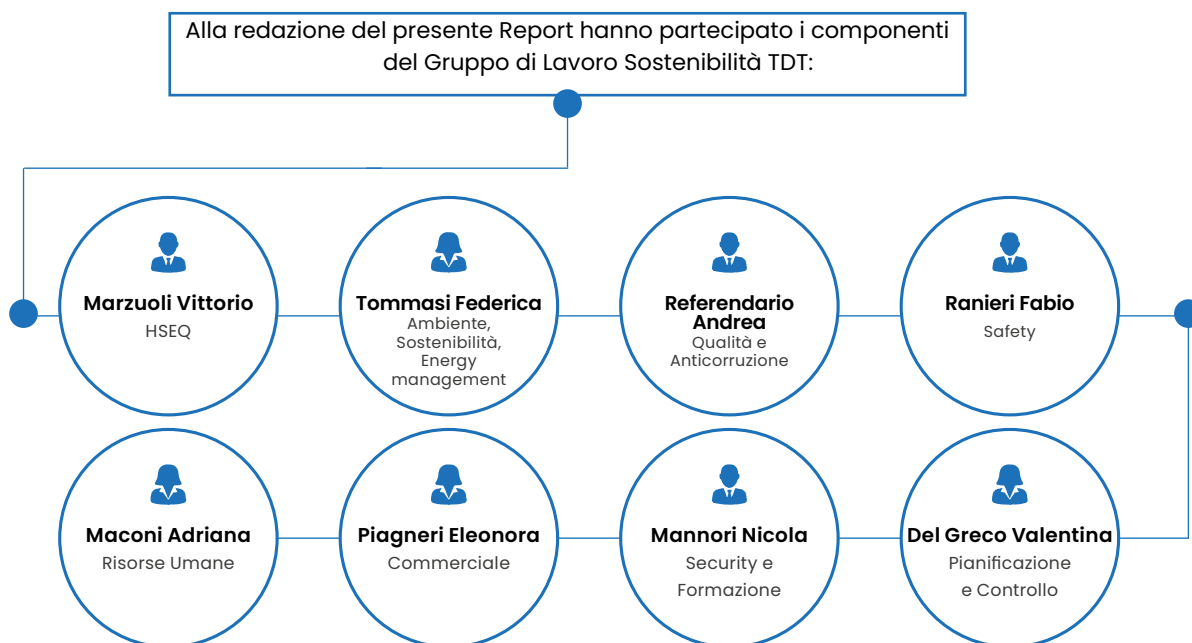 Alla redazione del presente Report hanno partecipato i componenti
del Gruppo di Lavoro Sostenibilità TDT:
Marzuoli Vittorio
HSEQ
Tommasi Federica
Ambiente,
Sostenibilità,
Energy
management
Referendario
Andrea
Qualità e
Anticorruzione
Ranieri Fabio
Safety
Maconi Adriana
Risorse Umane
Piagneri Eleonora
Commerciale
Mannori Nicola
Security e
Formazione
Del Greco Valentina
Pianificazione
e Controllo